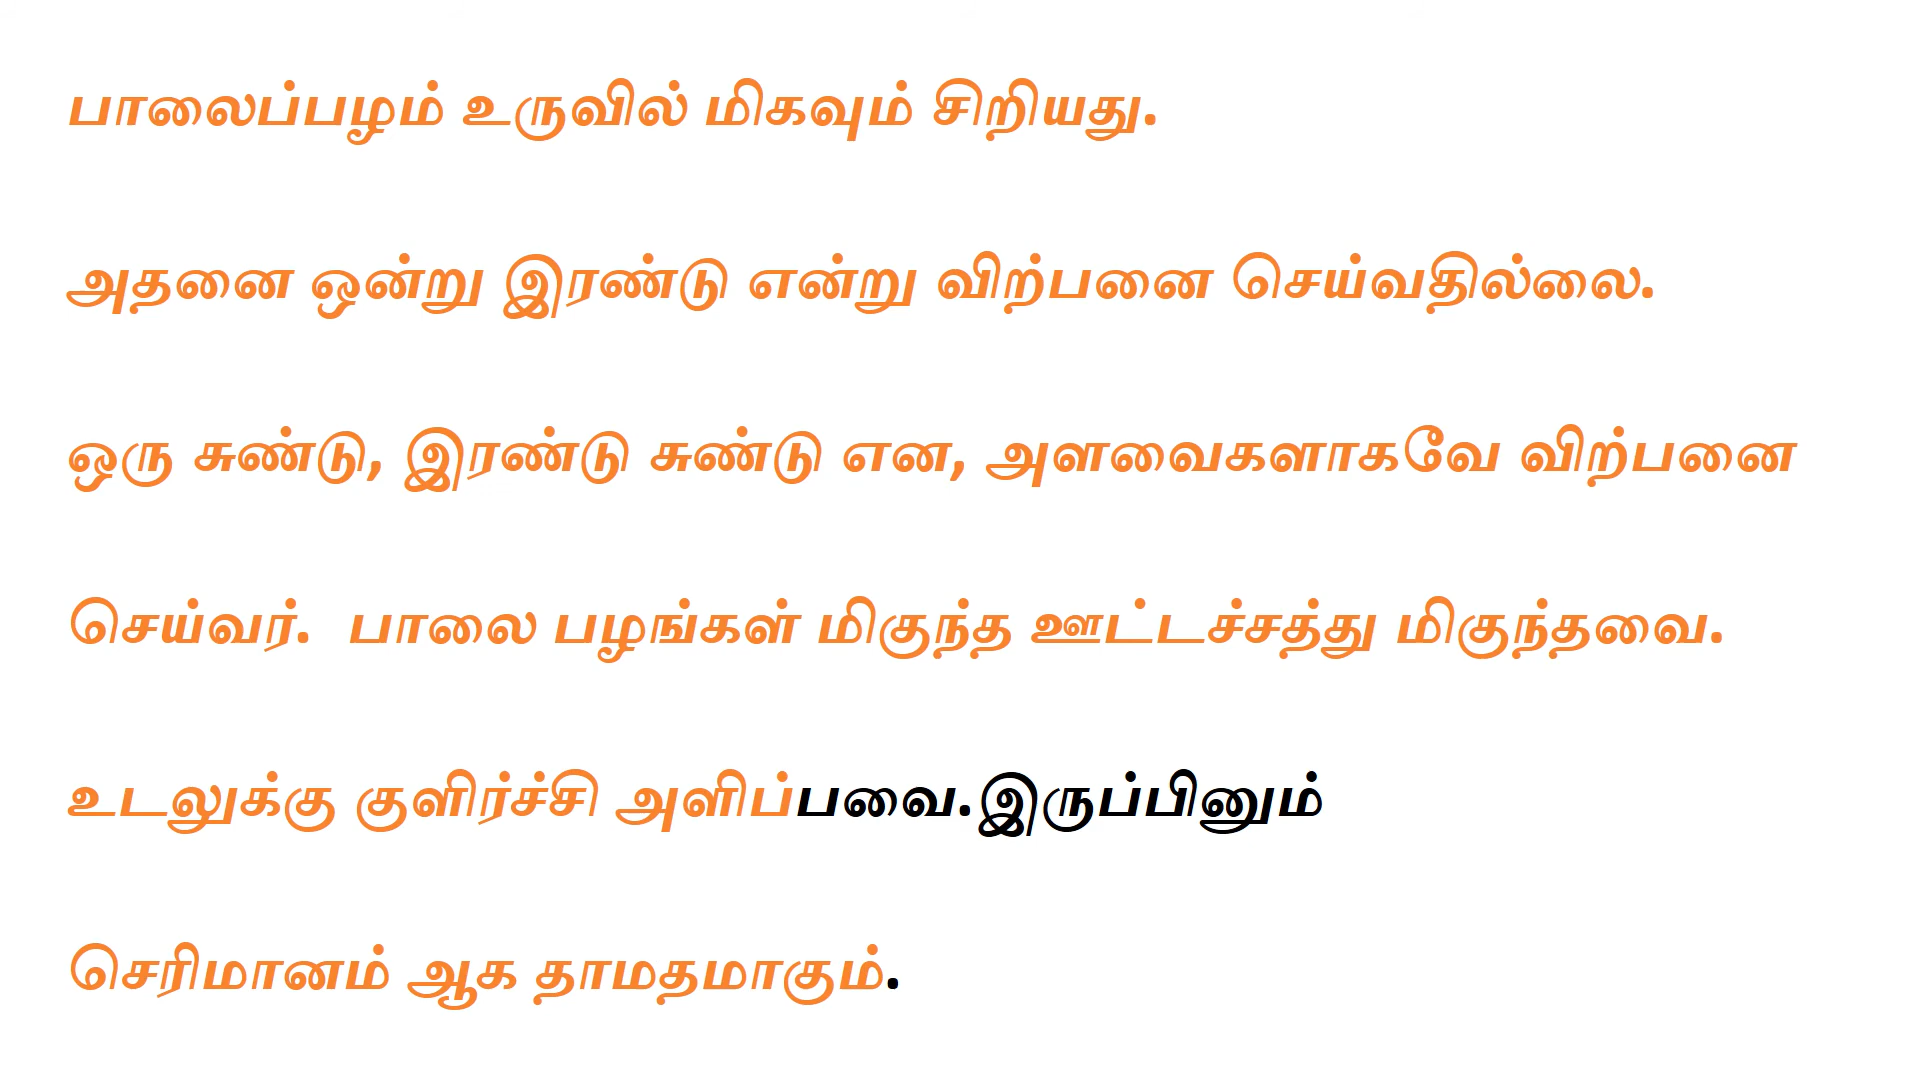 பாலைப்பழம் உருவில் மிகவும் சிறியது.
அதனை ஒன்று இரண்டு என்று விற்பனை செய்வதில்லை.
ஒரு சுண்டு, இரண்டு சுண்டு என, அளவைகளாகவே விற்பனை
செய்வர்.  பாலை பழங்கள் மிகுந்த ஊட்டச்சத்து மிகுந்தவை.
உடலுக்கு குளிர்ச்சி அளிப்பவை.இருப்பினும்
செரிமானம் ஆக தாமதமாகும்.